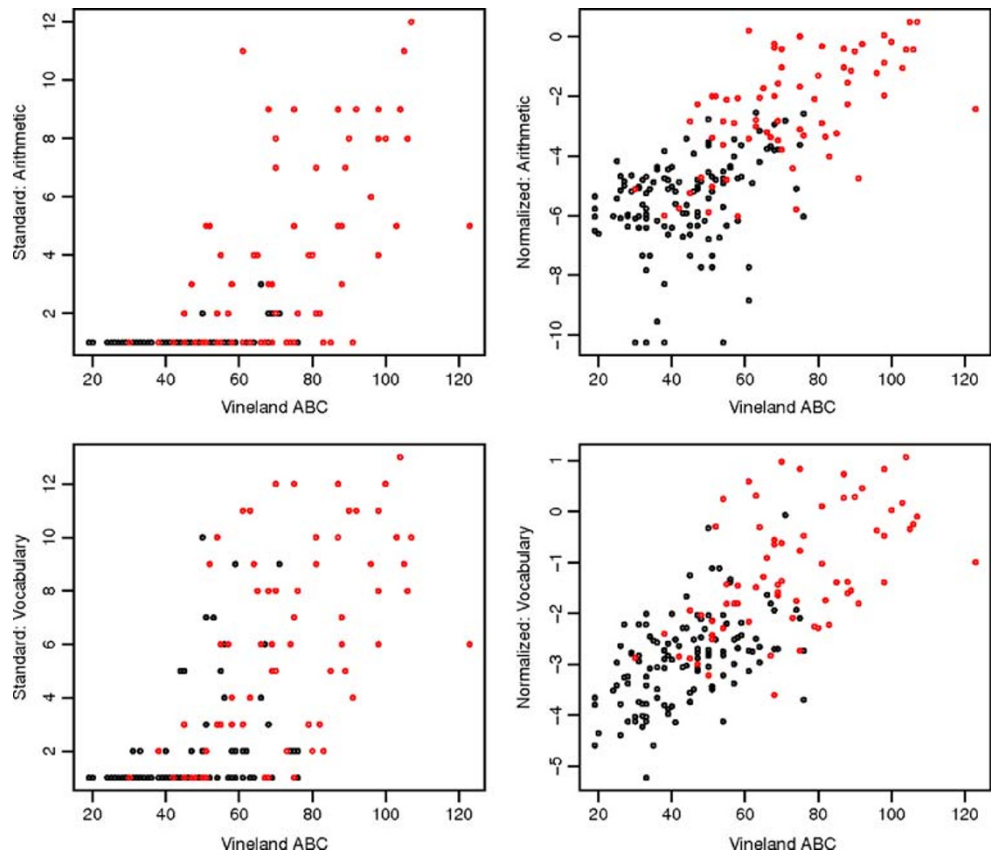 Standard: Arithmetic
12
10
8
6
4
2
20 40 60 80 100 120
Vineland ABC
Normalized: Arithmetic
0
−2
−4
−6
−8
−10
20 40 60 80 100 120
Vineland ABC
Standard: Vocabulary
12
10
8
6
4
2
20 40 60 80 100 120
Vineland ABC
Normalized: Vocabulary
1
0
−1
−2
−3
−4
−5
20 40 60 80 100 120
Vineland ABC